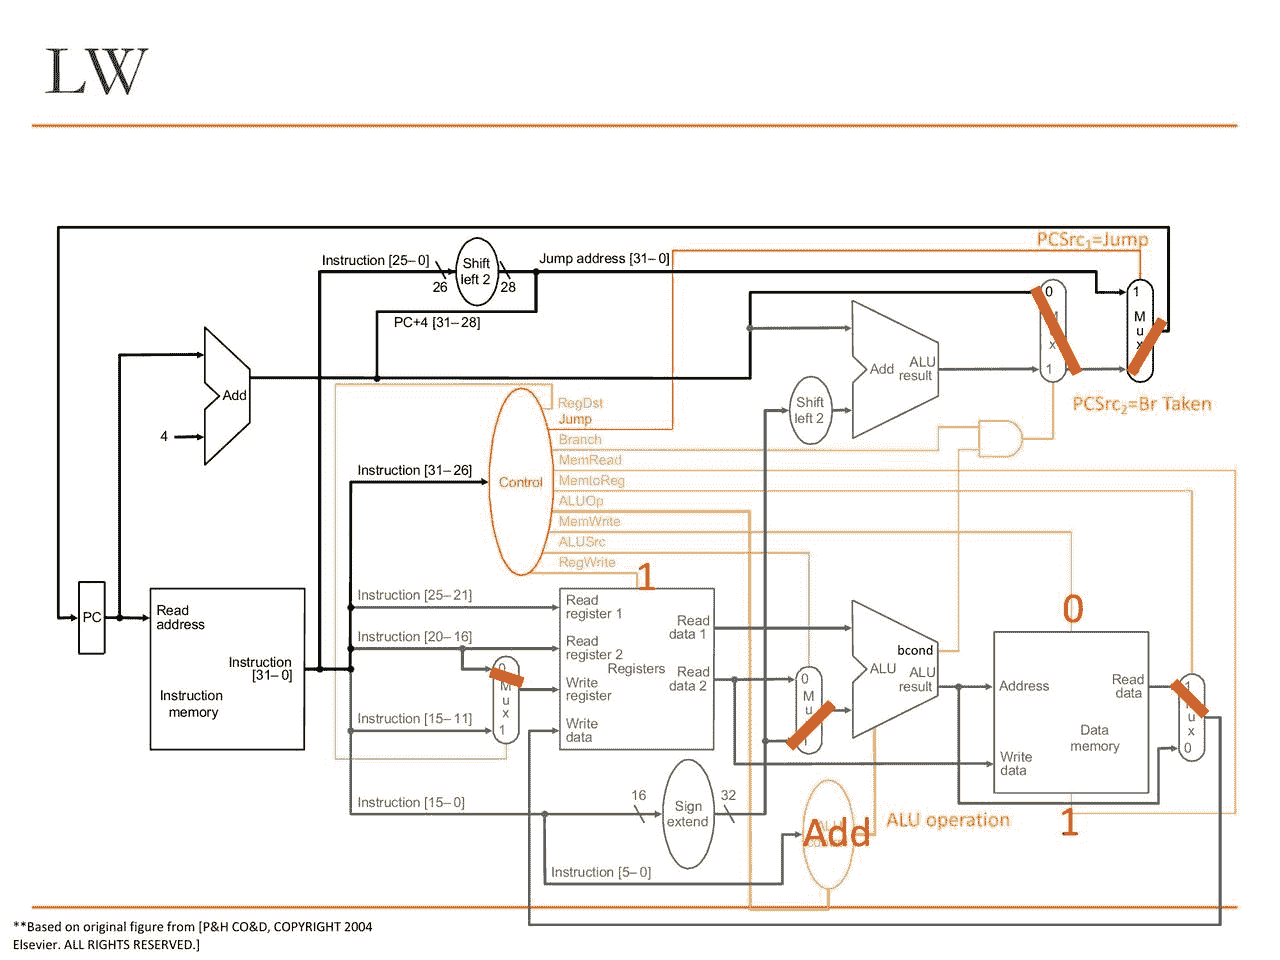 LW
PCSrc1=Jump
Instruction [25–0]
Shift
left 2
Jump address [31–0]
26
28
PC+4 [31–28]
0
M
u
x
1
1
M
u
x
Add
ALU
result
Add
4
Shift
left 2
PCSrc2=Br Taken
RegDst
Jump
Branch
MemRead
MemtoReg
ALUOp
MemWrite
ALUSrc
RegWrite
Control
Instruction [31–26]
1
0
PC
Read
address
Instruction
[31–0]
Instruction
memory
Instruction [25–21]
Instruction [20–16]
Instruction [15–11]
Instruction [15–0]
0
M
u
x
1
Read
register 1
Read
register 2
Write
register
Write
data
Registers
Read
data 1
Read
data 2
0
M
u
bcond
ALU
ALU
result
Address
Read
data
Data
memory
Write
data
1
u
x
0
16
Sign
extend
32
Add
ALU operation
1
Instruction [5–0]
**Based on original figure from [P&H CO&D, COPYRIGHT 2004
Elsevier. ALL RIGHTS RESERVED.]